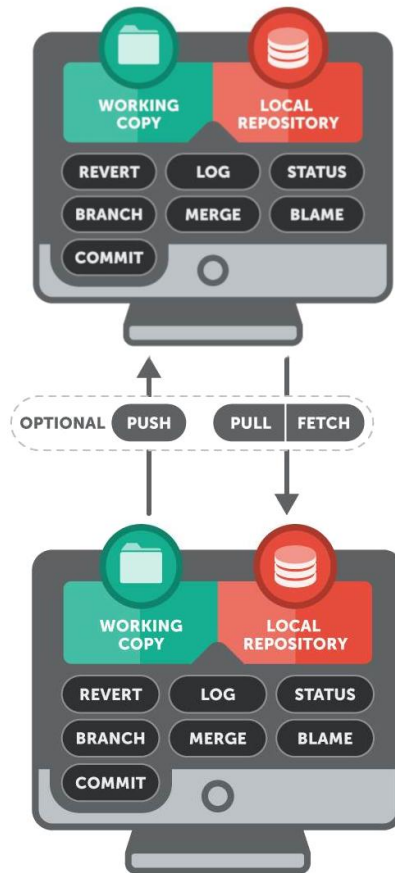 WORKING
COPY
LOCAL
REPOSITORY
REVERT LOG STATUS
BRANCH MERGE BLAME
COMMIT
OPTIONAL PUSH PULL FETCH
WORKING
COPY
LOCAL
REPOSITORY
REVERT LOG STATUS
BRANCH MERGE BLAME
COMMIT